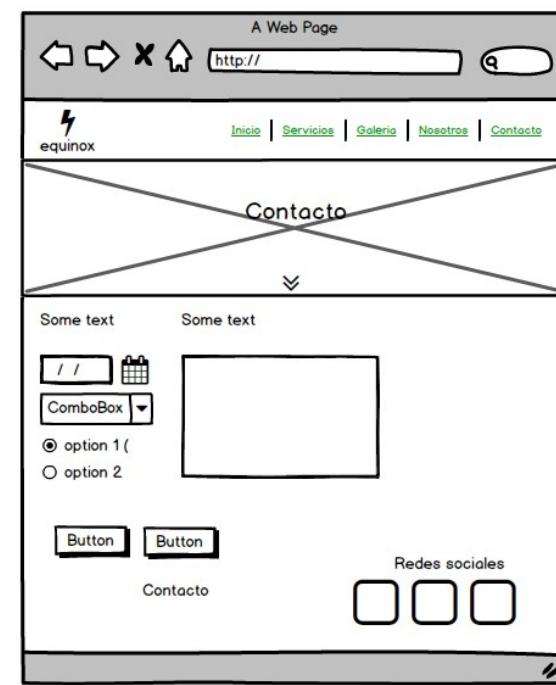 A Web Page
http://
equinox
Inicio Servicios Galeria Nosotros Contacto
Contacto
Some text Some text
/ /
ComboBox
option 1 (
option 2
Button Button
Redes sociales
Contacto